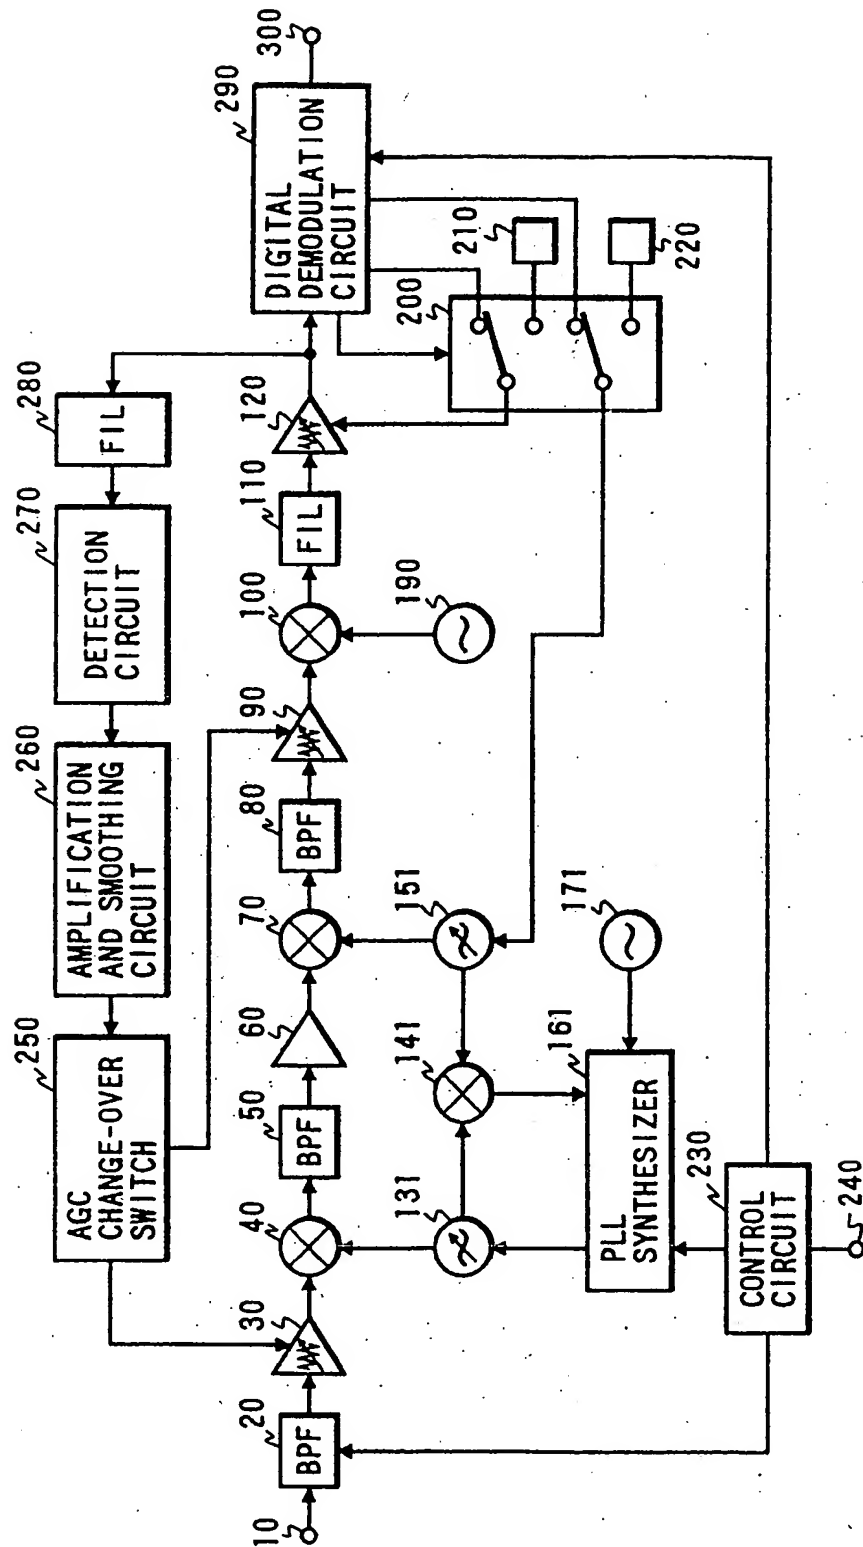 250
AGC
CHANGE-OVER
SWITCH
260
AMPLIFICATION
AND SMOOTHING
CIRCUIT
270
DETECTION
CIRCUIT
280
FIL
10
20
BPF
30
40
50
BPF
60
70
80
BPF
90
100
110
FIL
120
290
DIGITAL
DEMODULATION
CIRCUIT
300
131
141
151
190
200
210
220
161
PLL
SYNTHESIZER
171
230
CONTROL
CIRCUIT
240